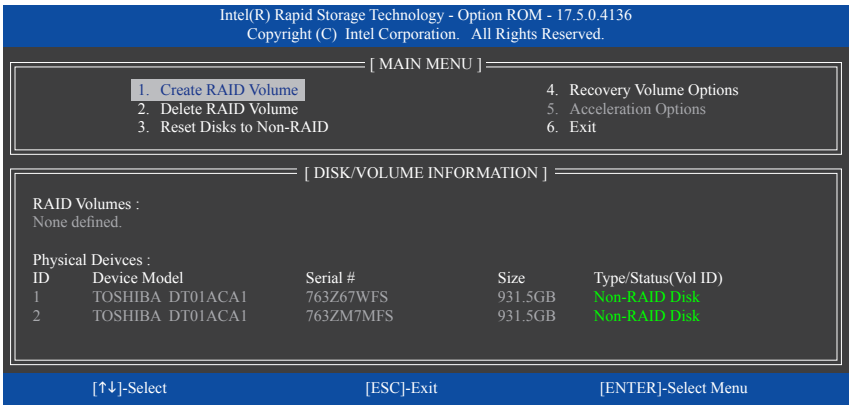 Intel(R) Rapid Storage Technology - Option ROM - 17.5.0.4136
Copyright (C) Intel Corporation. All Rights Reserved.
[ MAIN MENU ]
1. Create RAID Volume
2. Delete RAID Volume
3. Reset Disks to Non-RAID
4. Recovery Volume Options
5. Acceleration Options
6. Exit
[ DISK/VOLUME INFORMATION ]
RAID Volumes :
None defined.
Physical Deivces :
ID Device Model Serial # Size Type/Status(Vol ID)
1 TOSHIBA DT01ACA1 763Z67WFS 931.5GB Non-RAID Disk
2 TOSHIBA DT01ACA1 763ZM7MFS 931.5GB Non-RAID Disk
[↑↓]-Select [ESC]-Exit [ENTER]-Select Menu